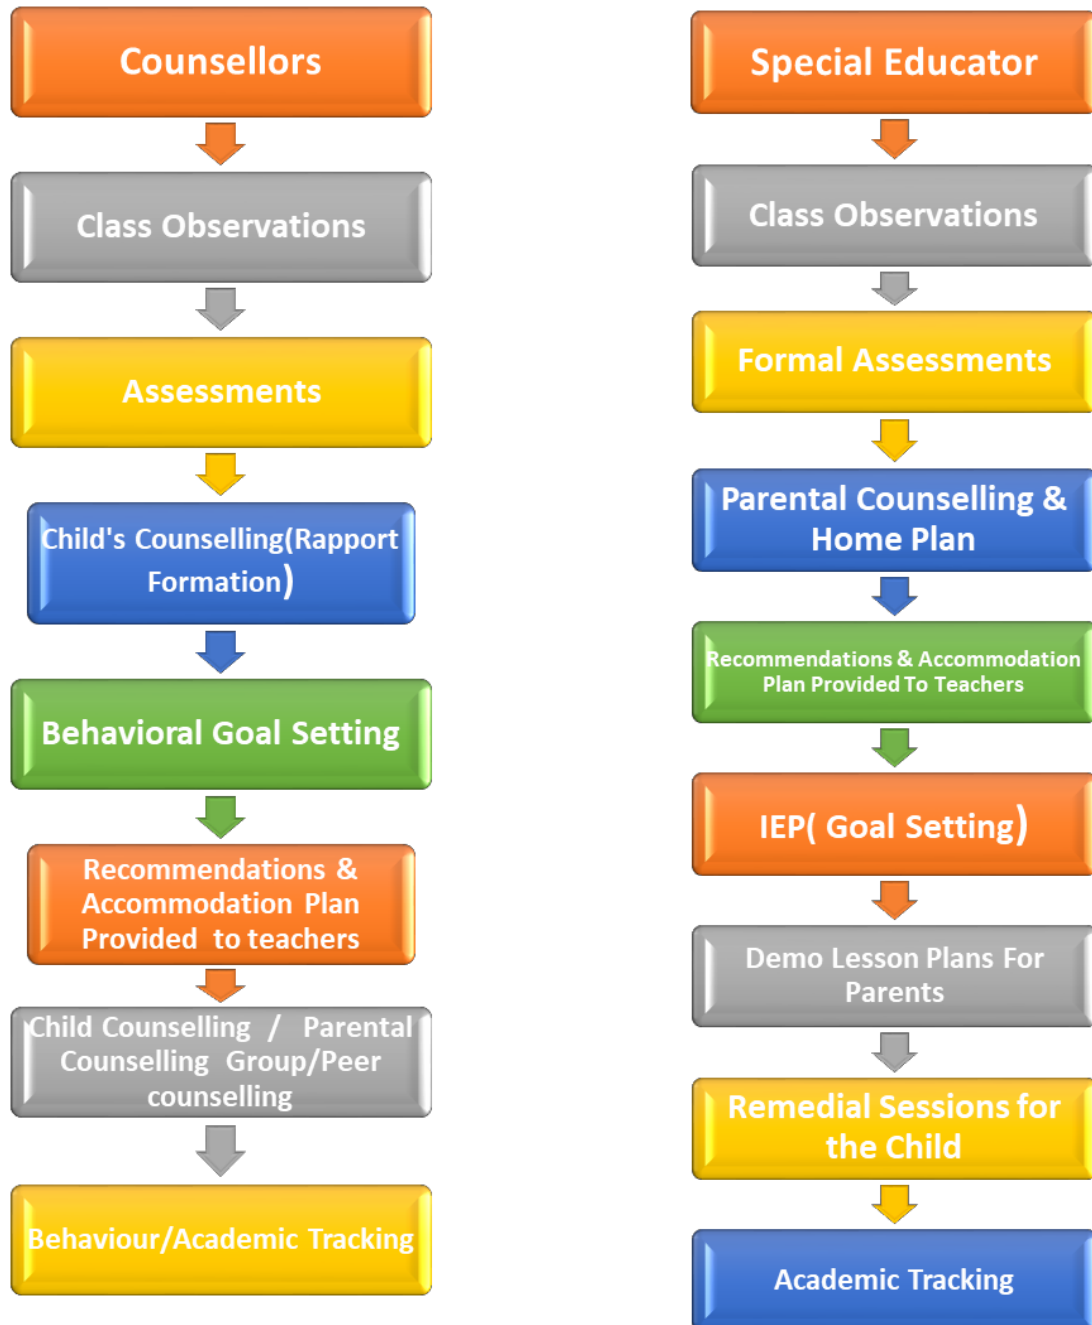 Counsellors
Class Observations
Assessments
Child's Counselling(Rapport
Formation)
Behavioral Goal Setting
Recommendations &
Accommodation Plan
Provided to teachers
Child Counselling / Parental
Counselling Group/Peer
counselling
Behaviour/Academic Tracking
Special Educator
Class Observations
Formal Assessments
Parental Counselling &
Home Plan
Recommendations & Accommodation
Plan Provided To Teachers
IEP( Goal Setting)
Demo Lesson Plans For
Parents
Remedial Sessions for
the Child
Academic Tracking